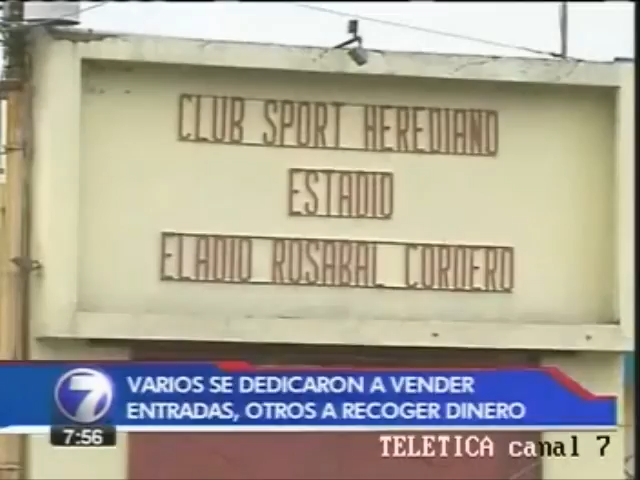 CLUB SPORT HEREDIANO
ESTADIO
ELADIO ROSABAL CORDERO
7
VARIOS SE DEDICARON A VENDER
ENTRADAS, OTROS A RECOGER DINERO
7:56
TELETICA canal 7